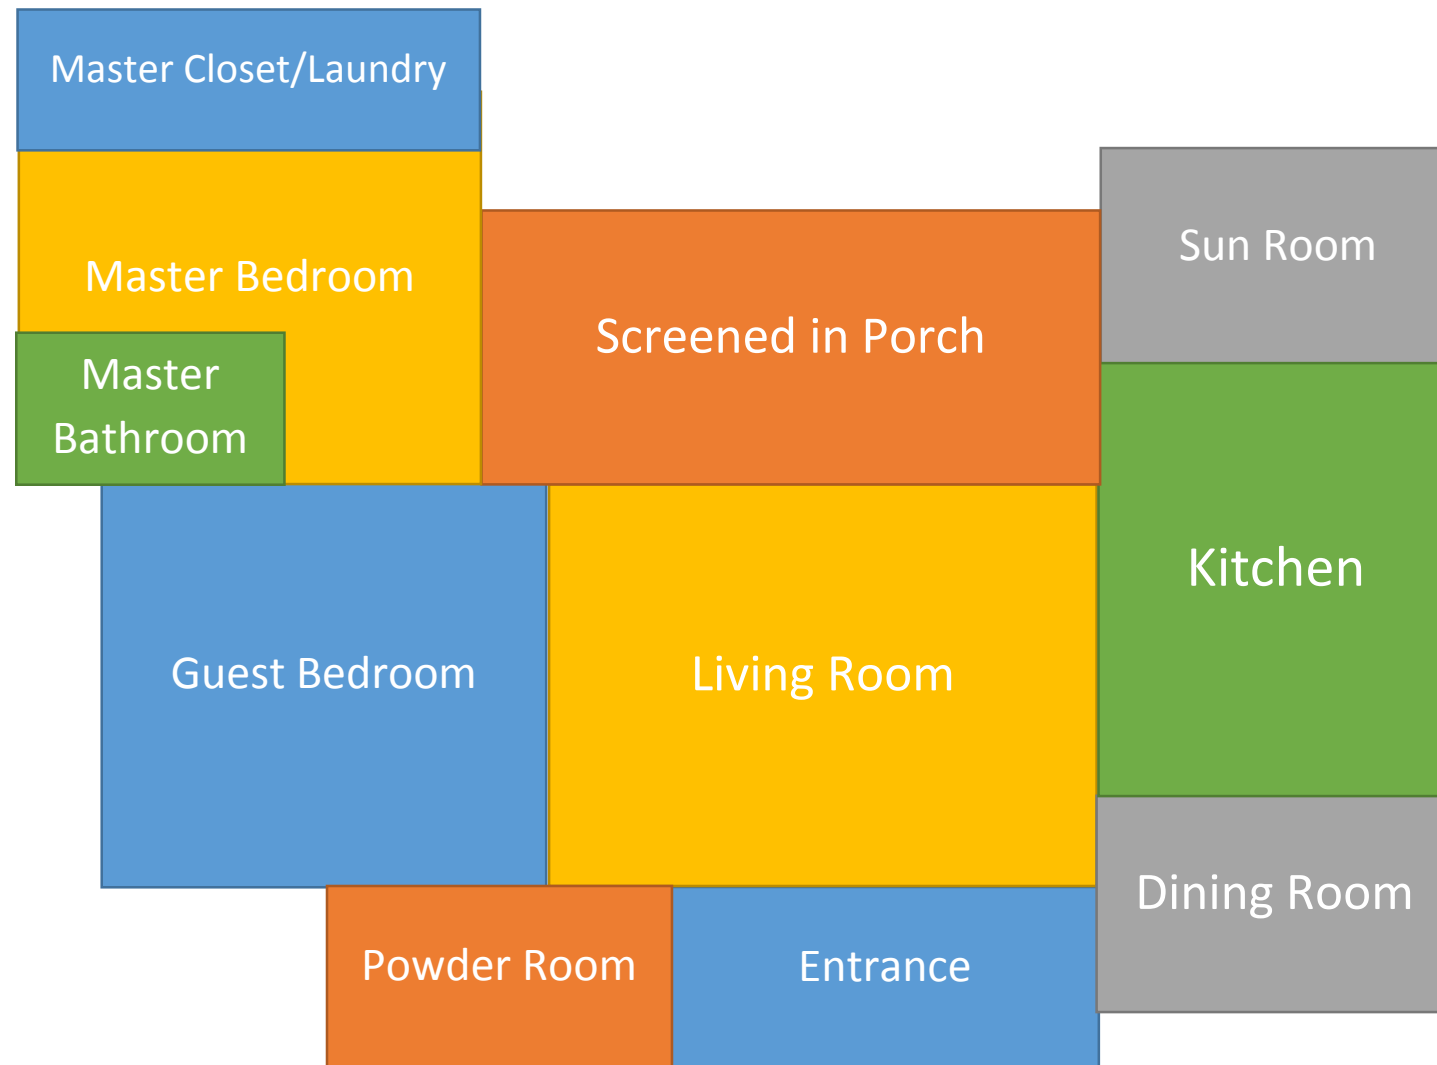 Master Closet/Laundry
Master Bedroom
Sun Room
Screened in Porch
Master
Bathroom
Kitchen
Guest Bedroom
Living Room
Dining Room
Powder Room
Entrance